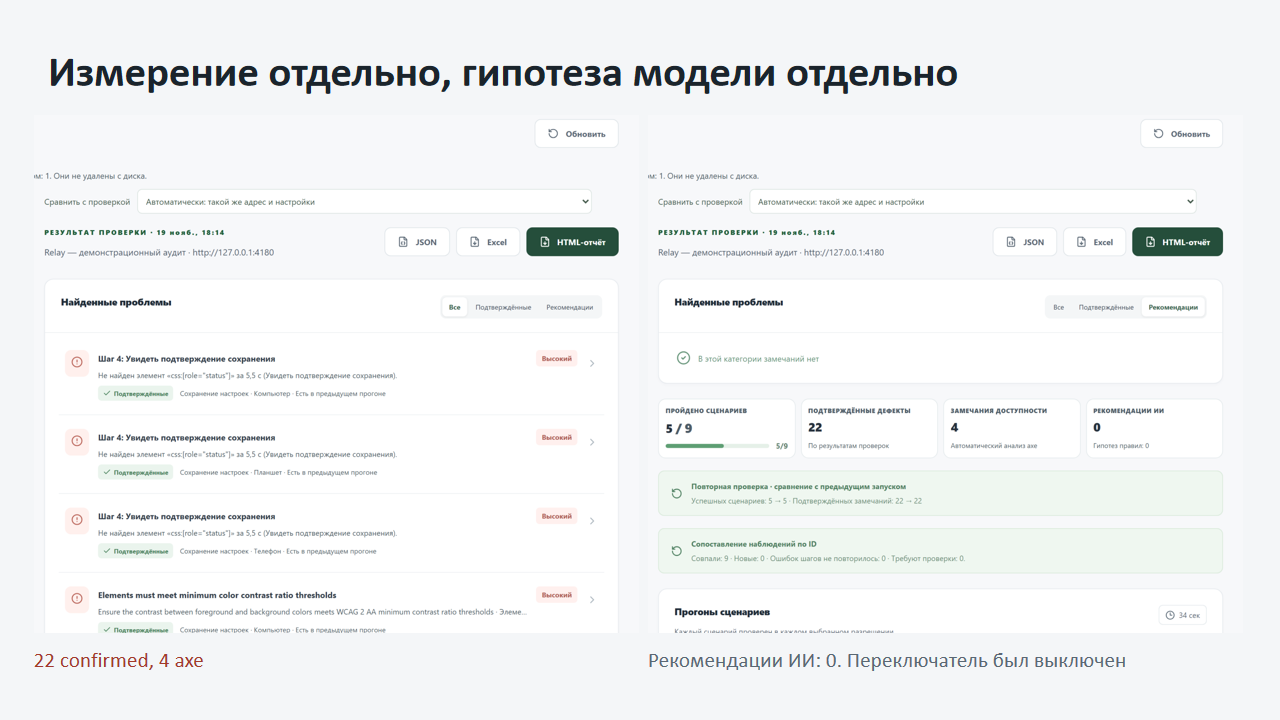 Измерение отдельно, гипотеза модели отдельно
Обновить
ом: 1. Они не удалены с диска.
Сравнить с проверкой
Автоматически: такой же адрес и настройки
РЕЗУЛЬТАТ ПРОВЕРКИ · 19 нояб., 18:14
JSON
Excel
HTML-отчёт
Relay — демонстрационный аудит · http://127.0.0.1:4180
Найденные проблемы
Все
Подтверждённые
Рекомендации
Шаг 4: Увидеть подтверждение сохранения
Высокий
Не найден элемент «css:[role="status"]» за 5,5 с (Увидеть подтверждение сохранения).
Подтверждённые
Сохранение настроек · Компьютер · Есть в предыдущем прогоне
Шаг 4: Увидеть подтверждение сохранения
Высокий
Не найден элемент «css:[role="status"]» за 5,5 с (Увидеть подтверждение сохранения).
Подтверждённые
Сохранение настроек · Планшет · Есть в предыдущем прогоне
Шаг 4: Увидеть подтверждение сохранения
Высокий
Не найден элемент «css:[role="status"]» за 5,5 с (Увидеть подтверждение сохранения).
Подтверждённые
Сохранение настроек · Телефон · Есть в предыдущем прогоне
Elements must meet minimum color contrast ratio thresholds
Высокий
Ensure the contrast between foreground and background colors meets WCAG 2 AA minimum contrast ratio thresholds · Элеме...
Подтверждённые
Сохранение настроек · Компьютер · Есть в предыдущем прогоне
22 confirmed, 4 axe
Обновить
ом: 1. Они не удалены с диска.
Сравнить с проверкой
Автоматически: такой же адрес и настройки
РЕЗУЛЬТАТ ПРОВЕРКИ · 19 нояб., 18:14
JSON
Excel
HTML-отчёт
Relay — демонстрационный аудит · http://127.0.0.1:4180
Найденные проблемы
Все
Подтверждённые
Рекомендации
В этой категории замечаний нет
ПРОЙДЕНО СЦЕНАРИЕВ
5 / 9
5/9
ПОДТВЕРЖДЁННЫЕ ДЕФЕКТЫ
22
По результатам проверок
ЗАМЕЧАНИЯ ДОСТУПНОСТИ
4
Автоматический анализ axe
РЕКОМЕНДАЦИИ ИИ
0
Гипотез правил: 0
Повторная проверка · сравнение с предыдущим запуском
Успешных сценариев: 5 → 5 · Подтверждённых замечаний: 22 → 22
Сопоставление наблюдений по ID
Совпали: 9 · Новые: 0 · Ошибок шагов не повторилось: 0 · Требуют проверки: 0.
Прогоны сценариев
34 сек
Каждый сценарий проверен в каждом выбранном разрешении
Рекомендации ИИ: 0. Переключатель был выключен